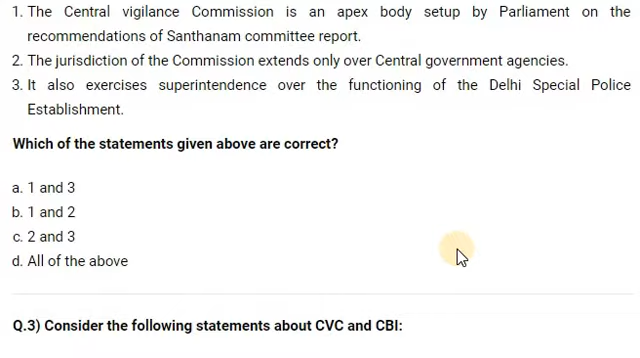 1. The Central vigilance Commission is an apex body setup by Parliament on the
recommendations of Santhanam committee report.
2. The jurisdiction of the Commission extends only over Central government agencies.
3. It also exercises superintendence over the functioning of the Delhi Special Police
Establishment.
Which of the statements given above are correct?
a. 1 and 3
b. 1 and 2
c. 2 and 3
d. All of the above
Q.3) Consider the following statements about CVC and CBI: